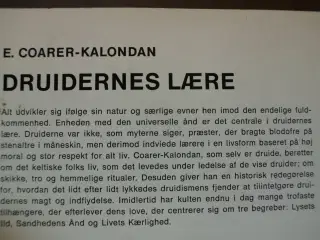 E. COARER-KALONDAN
DRUIDERNES LÆRE
Alt udvikler sig ifølge sin natur og særlige evner hen imod den endelige fuld-
kommenhed. Enheden med den universelle ånd er det centrale i druidernes
lære. Druiderne var ikke, som myterne siger, præster, der bragte blodofre på
stenaltre i måneskin, men derimod indviede lærere i en livsform baseret på høj
moral og stor respekt for alt liv. Coarer-Kalondan, som selv er druide, beretter
om det keltiske folks liv, som det levedes under ledelse af de vise druider; om
skikke, tro og hemmelige ritualer. Desuden giver han en historisk redegørelse
for, hvordan det lidt efter lidt lykkedes druidismens fjender at tilintetgøre druid-
ernes magt og indflydelse. Imidlertid har kulten endnu i dag mange trofaste
tilhængere, der efterlever dens love, der centrerer sig om tre begreber: Lysets
Ild, Sandhedens Ånd og Livets Kærlighed.